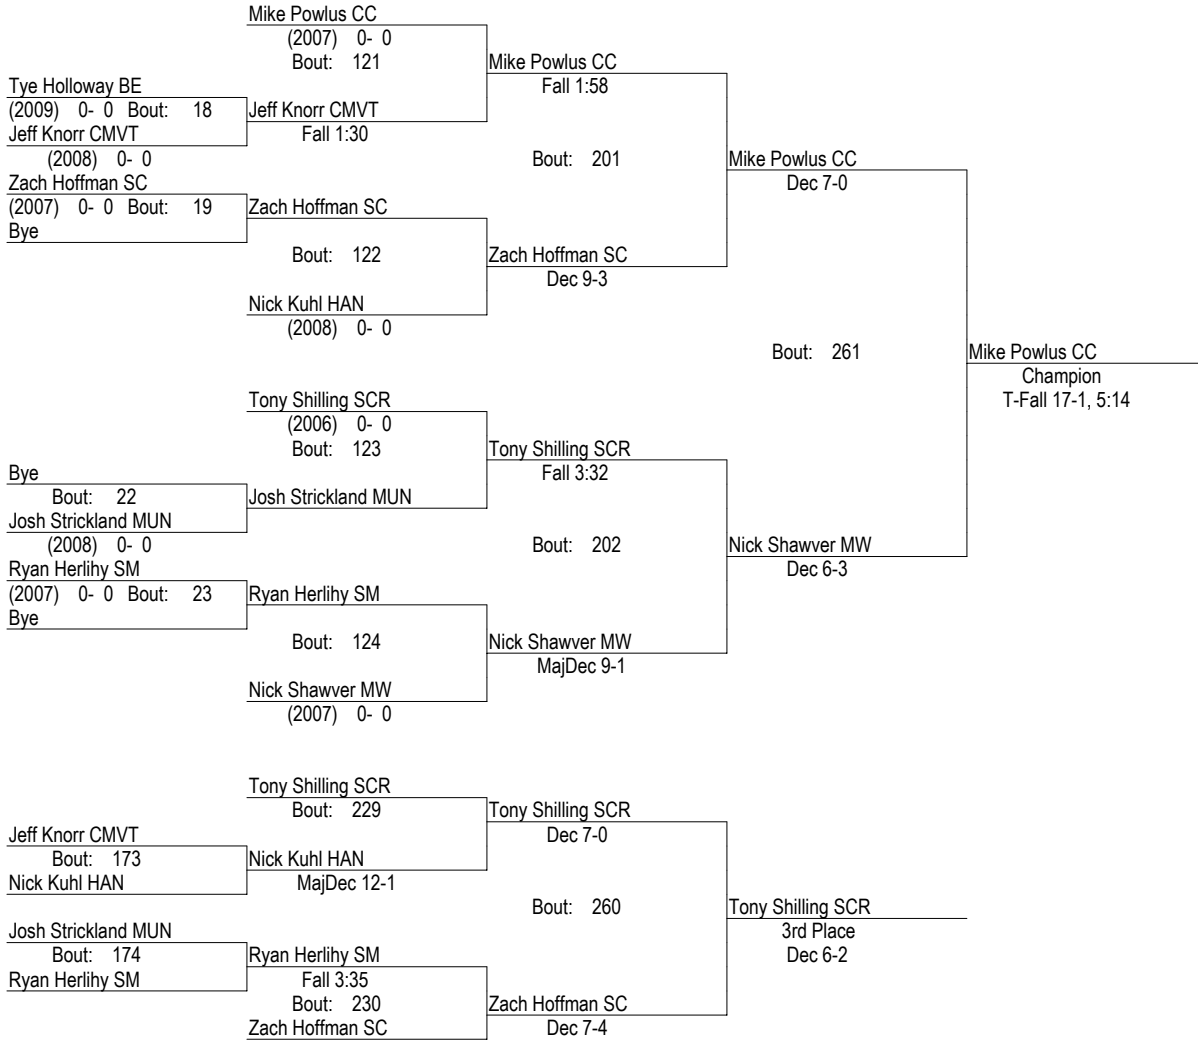 Mike Powlus CC
(2007) 0- 0
Bout: 121
Mike Powlus CC
Fall 1:58
Tye Holloway BE
(2009) 0- 0 Bout: 18
Jeff Knorr CMVT
Jeff Knorr CMVT
Fall 1:30
(2008) 0- 0
Bout: 201
Mike Powlus CC
Dec 7-0
Zach Hoffman SC
(2007) 0- 0 Bout: 19
Zach Hoffman SC
Bye
Bout: 122
Zach Hoffman SC
Dec 9-3
Nick Kuhl HAN
(2008) 0- 0
Bout: 261
Mike Powlus CC
Champion
T-Fall 17-1, 5:14
Tony Shilling SCR
(2006) 0- 0
Bout: 123
Tony Shilling SCR
Fall 3:32
Bye
Bout: 22
Josh Strickland MUN
Josh Strickland MUN
(2008) 0- 0
Bout: 202
Nick Shawver MW
Dec 6-3
Ryan Herlihy SM
(2007) 0- 0 Bout: 23
Ryan Herlihy SM
Bye
Bout: 124
Nick Shawver MW
MajDec 9-1
Nick Shawver MW
(2007) 0- 0
Tony Shilling SCR
Bout: 229
Tony Shilling SCR
Dec 7-0
Jeff Knorr CMVT
Bout: 173
Nick Kuhl HAN
Nick Kuhl HAN
MajDec 12-1
Bout: 260
Tony Shilling SCR
3rd Place
Dec 6-2
Josh Strickland MUN
Bout: 174
Ryan Herlihy SM
Ryan Herlihy SM
Fall 3:35
Bout: 230
Zach Hoffman SC
Dec 7-4
Zach Hoffman SC